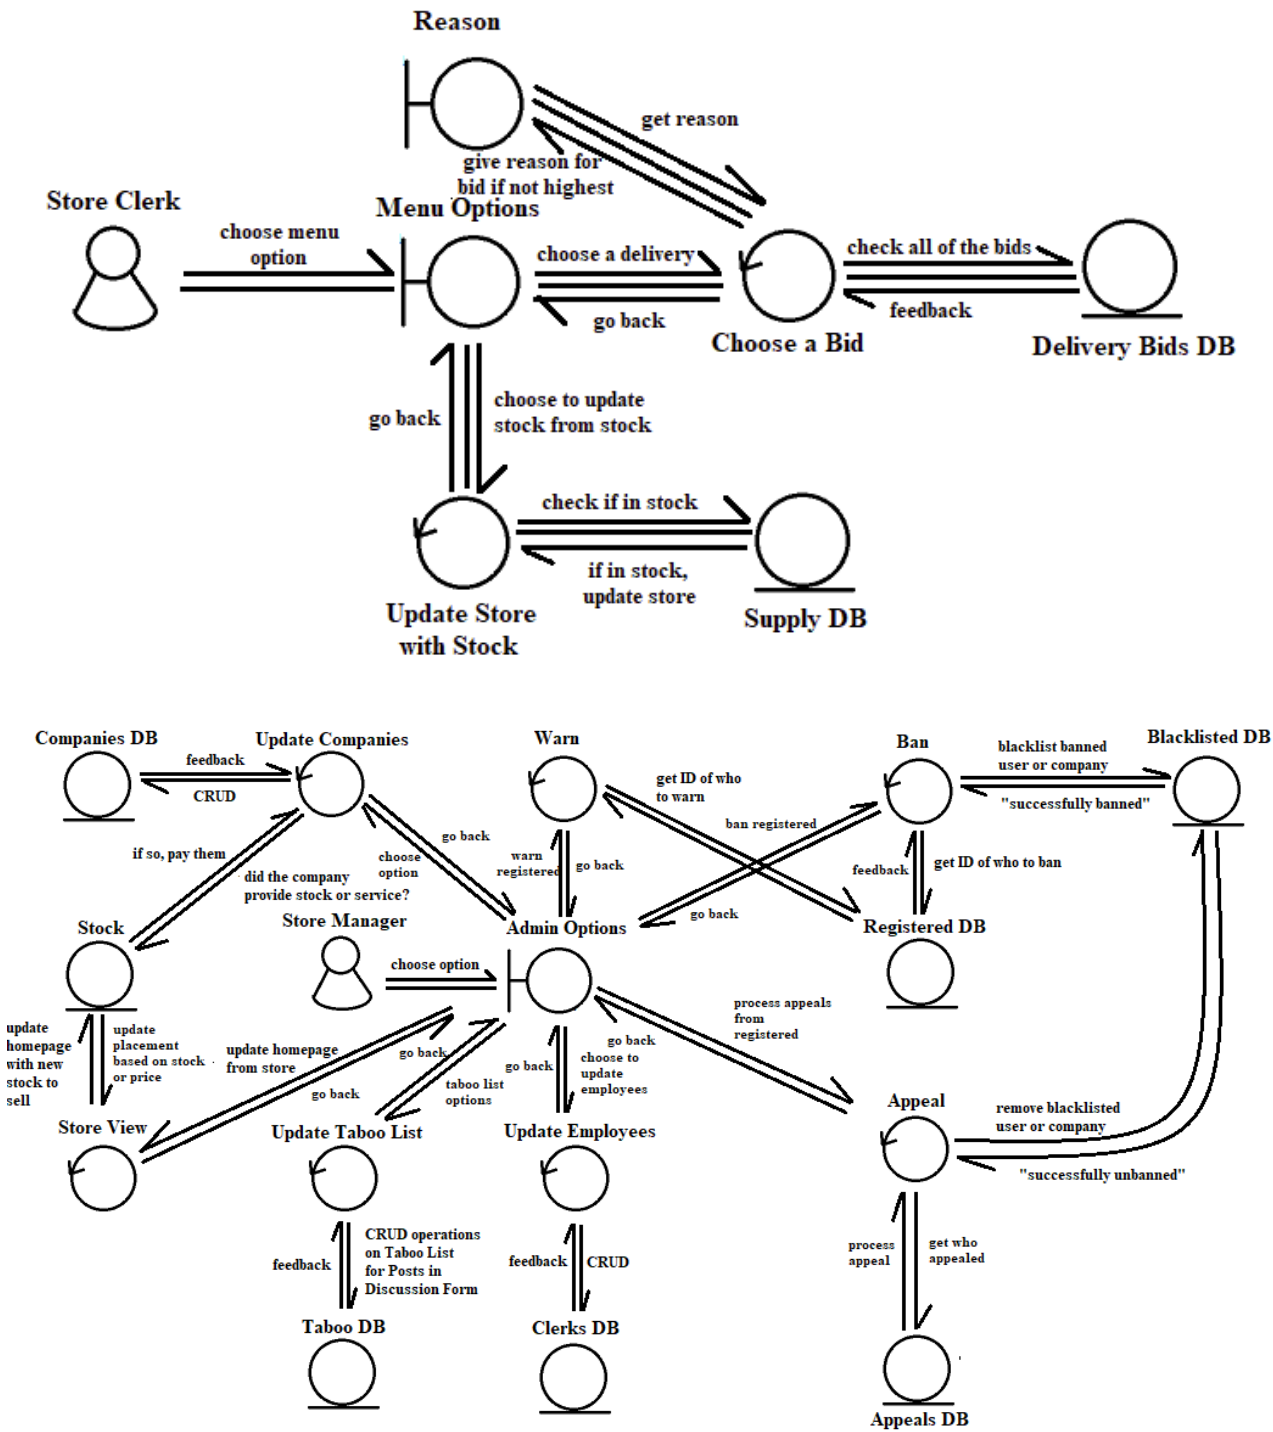 Reason
get reason
give reason for
bid if not highest
Store Clerk
Menu Options
choose menu
option
choose a delivery
go back
check all of the bids
feedback
Choose a Bid
Delivery Bids DB
go back
choose to update
stock from stock
check if in stock
if in stock,
update store
Update Store
with Stock
Supply DB
Companies DB
feedback
CRUD
Update Companies
Warn
get ID of who
to warn
Ban
blacklist banned
user or company
"successfully banned"
Blacklisted DB
if so, pay them
did the company
provide stock or service?
go back
choose
option
warn
registered
go back
ban registered
go back
feedback
get ID of who to ban
Stock
Store Manager
choose option
Admin Options
Registered DB
update
homepage
with new
stock to
sell
update
placement
based on stock
or price
update homepage
from store
go back
go back
taboo list
options
go back
go back
choose to
update
employees
process appeals
from
registered
Store View
Update Taboo List
Update Employees
Appeal
remove blacklisted
user or company
"successfully unbanned"
feedback
CRUD operations
on Taboo List
for Posts in
Discussion Form
feedback
CRUD
process
appeal
get who
appealed
Taboo DB
Clerks DB
Appeals DB